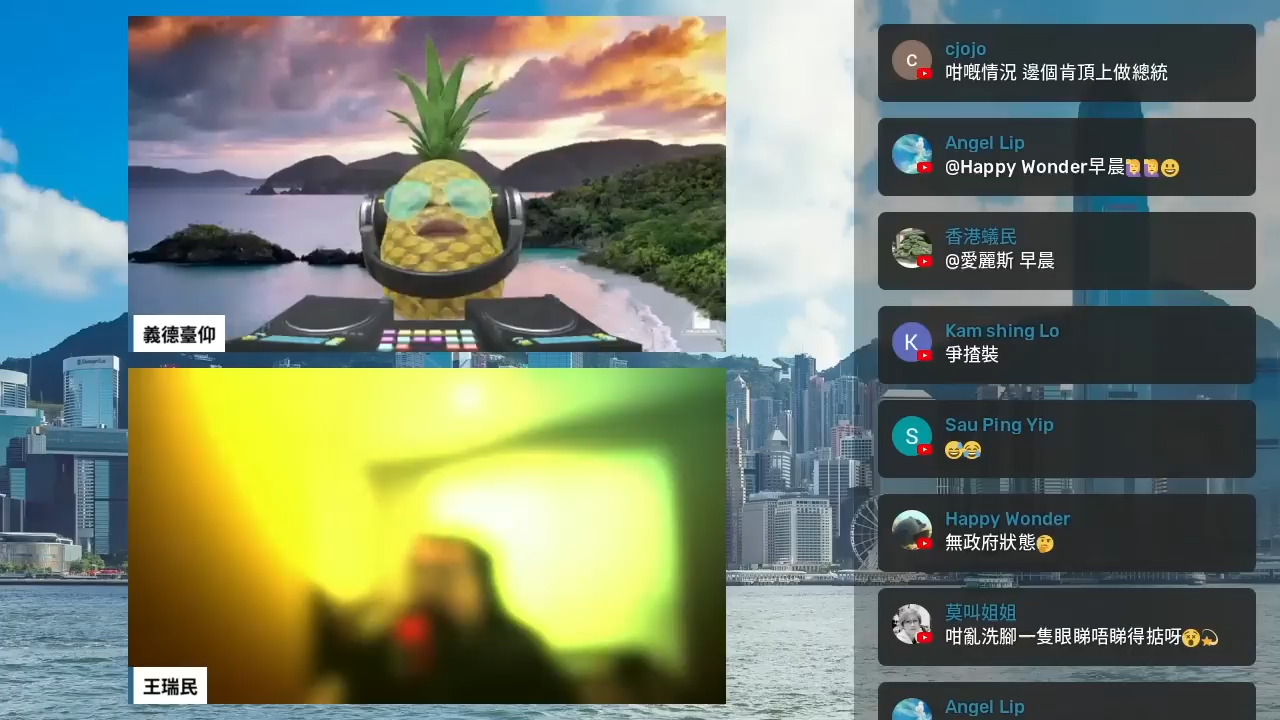 義德臺仰
王瑞民
C
cjojo
咁嘅情況 邊個肯頂上做總統
Angel Lip
@Happy Wonder早晨🙋🙋😀
香港蟻民
@愛麗斯 早晨
K
Kam shing Lo
爭揸裝
S
Sau Ping Yip
😅😂
Happy Wonder
無政府狀態🤔
莫叫姐姐
咁亂洗腳一隻眼睇唔睇得掂呀😵💫
Angel Lip